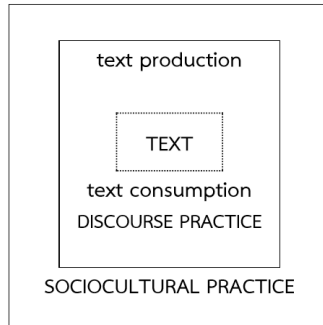 text production
TEXT
text consumption
DISCOURSE PRACTICE
SOCIOCULTURAL PRACTICE